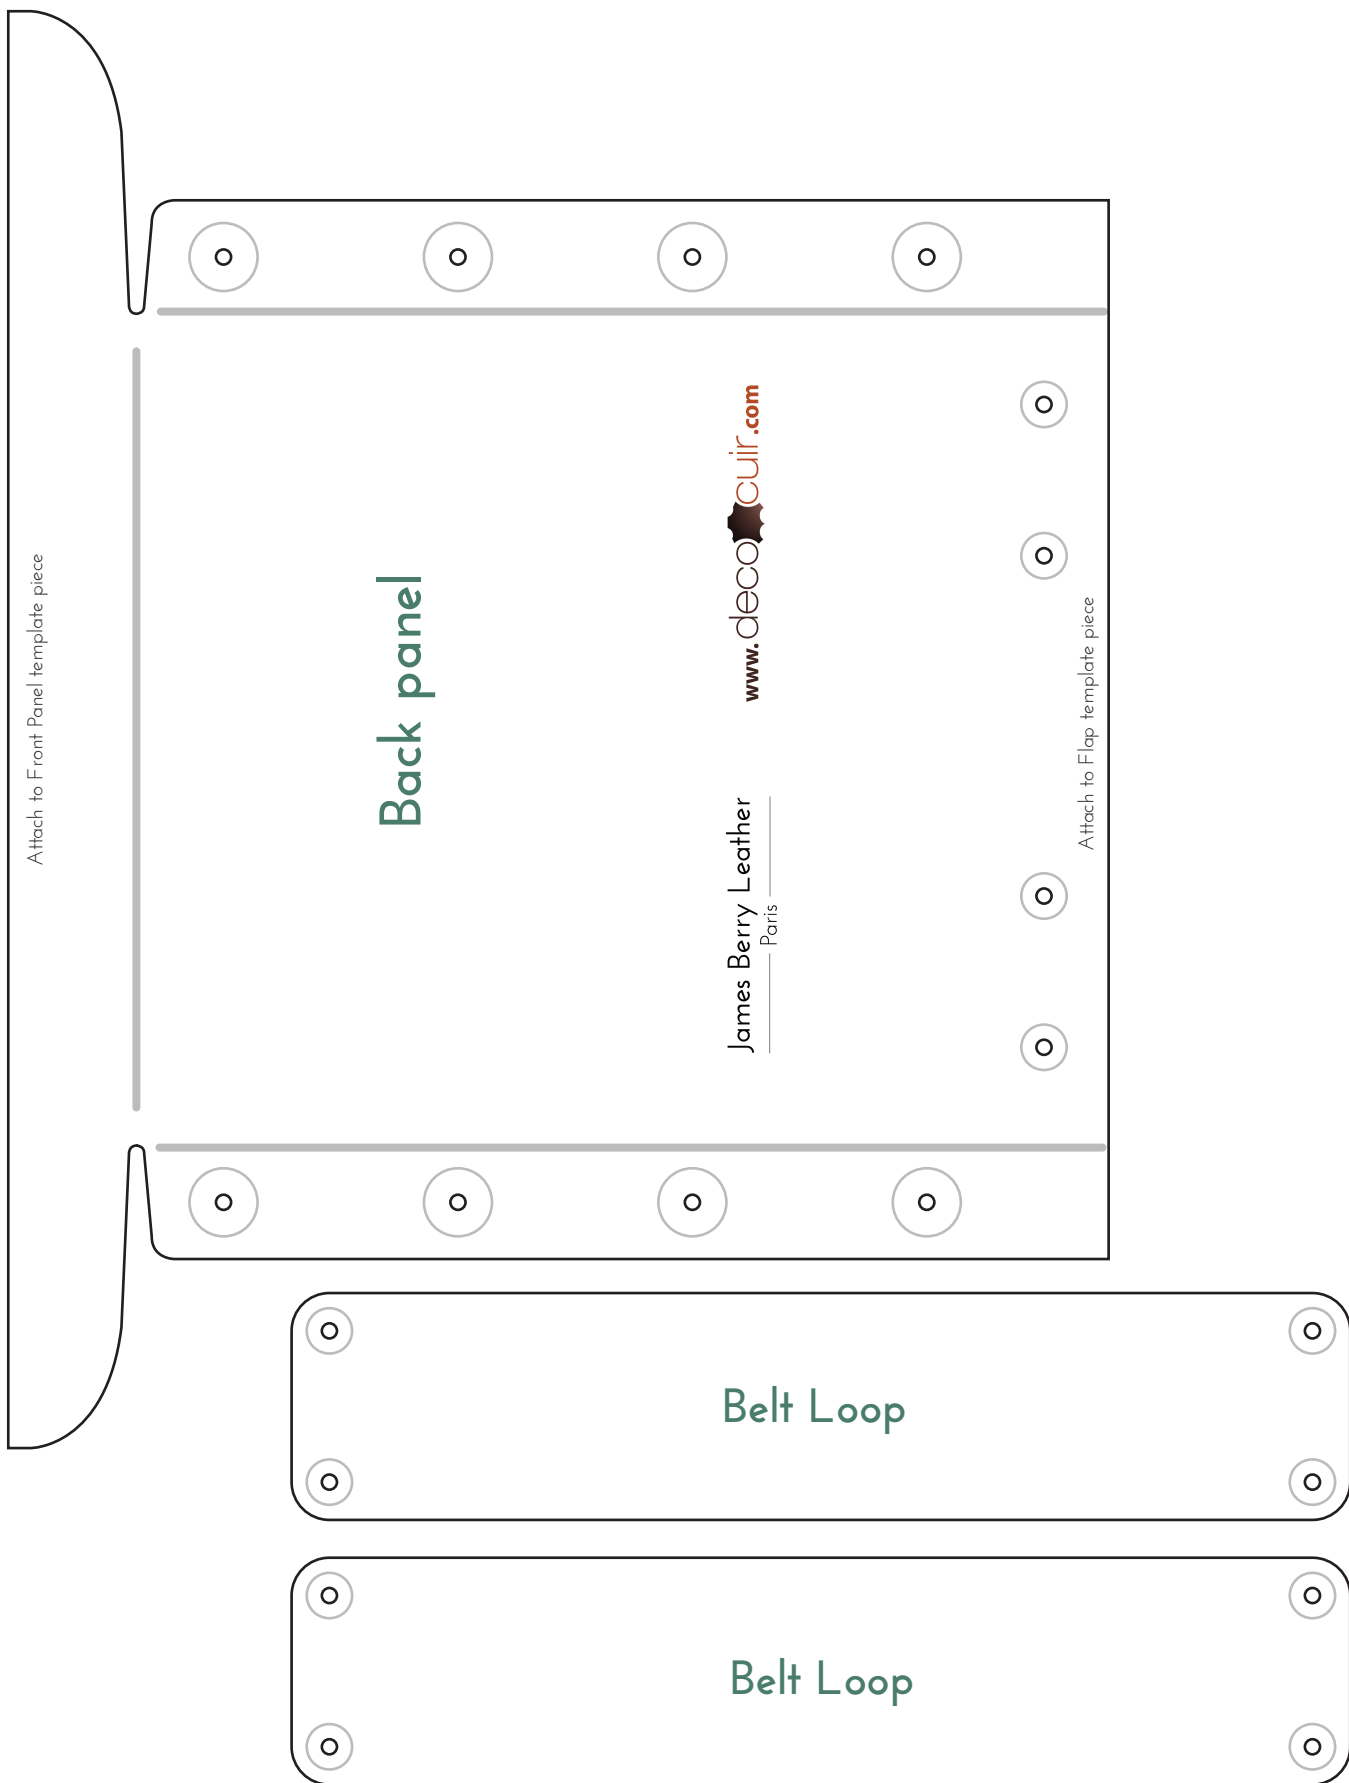 Attach to Front Panel template piece
Back panel
www.decocuir.com
James Berry Leather
Paris
Attach to Flap template piece
Belt Loop
Belt Loop